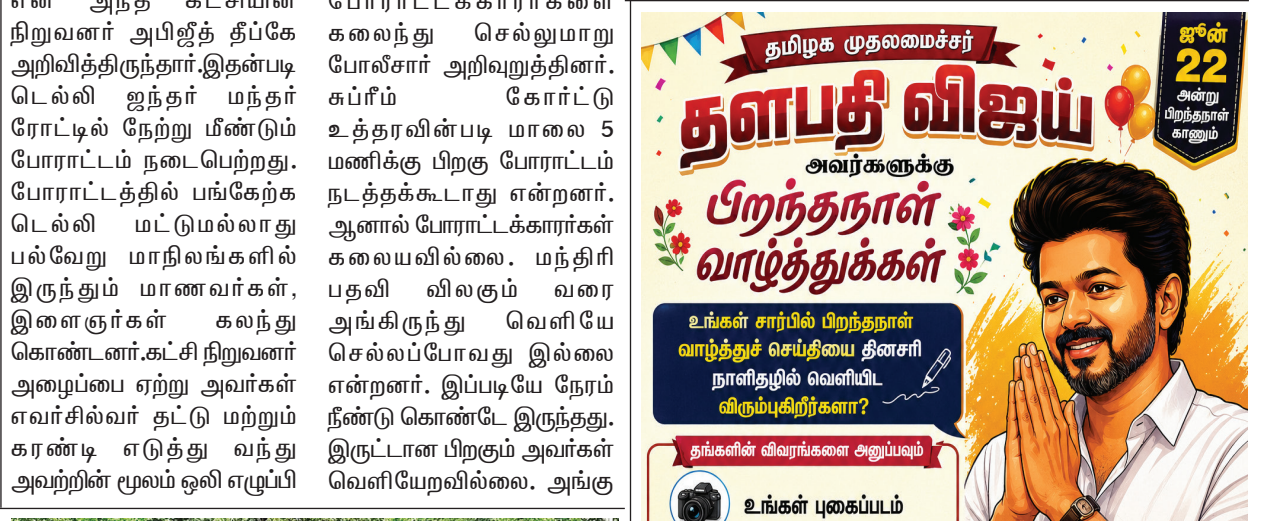 என அந்த கட்சியின்
நிறுவனர் அபிஜீத் தீப்கே
அறிவித்திருந்தார்.இதன்படி
டெல்லி ஜந்தர் மந்தர்
ரோட்டில் நேற்று மீண்டும்
போராட்டம் நடைபெற்றது.
போராட்டத்தில் பங்கேற்க
டெல்லி மட்டுமல்லாது
பல்வேறு மாநிலங்களில்
இருந்தும் மாணவர்கள்,
இளைஞர்கள் கலந்து
கொண்டனர்.கட்சி நிறுவனர்
அழைப்பை ஏற்று அவர்கள்
எவர்சில்வர் தட்டு மற்றும்
கரண்டி எடுத்து வந்து
அவற்றின் மூலம் ஒலி எழுப்பி
போராட்டக்காரர்களை
கலைந்து செல்லுமாறு
போலீசார் அறிவுறுத்தினர்.
சுப்ரீம் கோர்ட்டு
உத்தரவின்படி மாலை 5
மணிக்கு பிறகு போராட்டம்
நடத்தக்கூடாது என்றனர்.
ஆனால் போராட்டக்காரர்கள்
கலையவில்லை. மந்திரி
பதவி விலகும் வரை
அங்கிருந்து வெளியே
செல்லப்போவது இல்லை
என்றனர். இப்படியே நேரம்
நீண்டு கொண்டே இருந்தது.
இருட்டான பிறகும் அவர்கள்
வெளியேறவில்லை. அங்கு
தமிழக முதலமைச்சர்
தளபதி விஜய்
அவர்களுக்கு
பிறந்தநாள்
வாழ்த்துக்கள்
ஜூன்
22
அன்று
பிறந்தநாள்
காணும்
உங்கள் சார்பில் பிறந்தநாள்
வாழ்த்துச் செய்தியை தினசரி
நாளிதழில் வெளியிட
விரும்புகிறீர்களா?
தங்களின் விவரங்களை அனுப்பவும்
உங்கள் புகைப்படம்